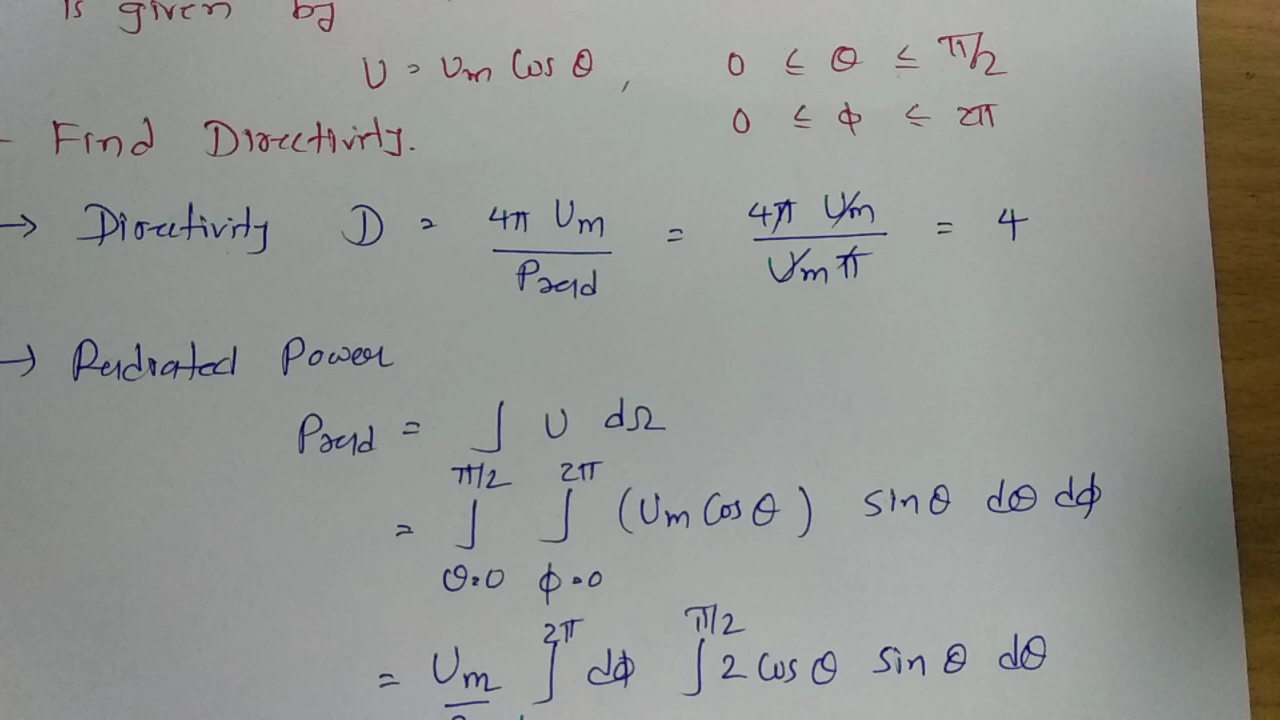 is given by
U = Um Cos θ, 0 ≤ θ ≤ π/2
0 ≤ ϕ ≤ 2π
- Find Directivity.
→ Directivity D = 4π Um / Prad = 4π Um / Um π = 4
→ Radiated Power
Prad = ∫ U dΩ
π/2 2π
= ∫ ∫ (Um Cos θ) sinθ dθ dϕ
θ=0 ϕ=0
2π π/2
= Um ∫ dϕ ∫ 2 Cos θ sin θ dθ